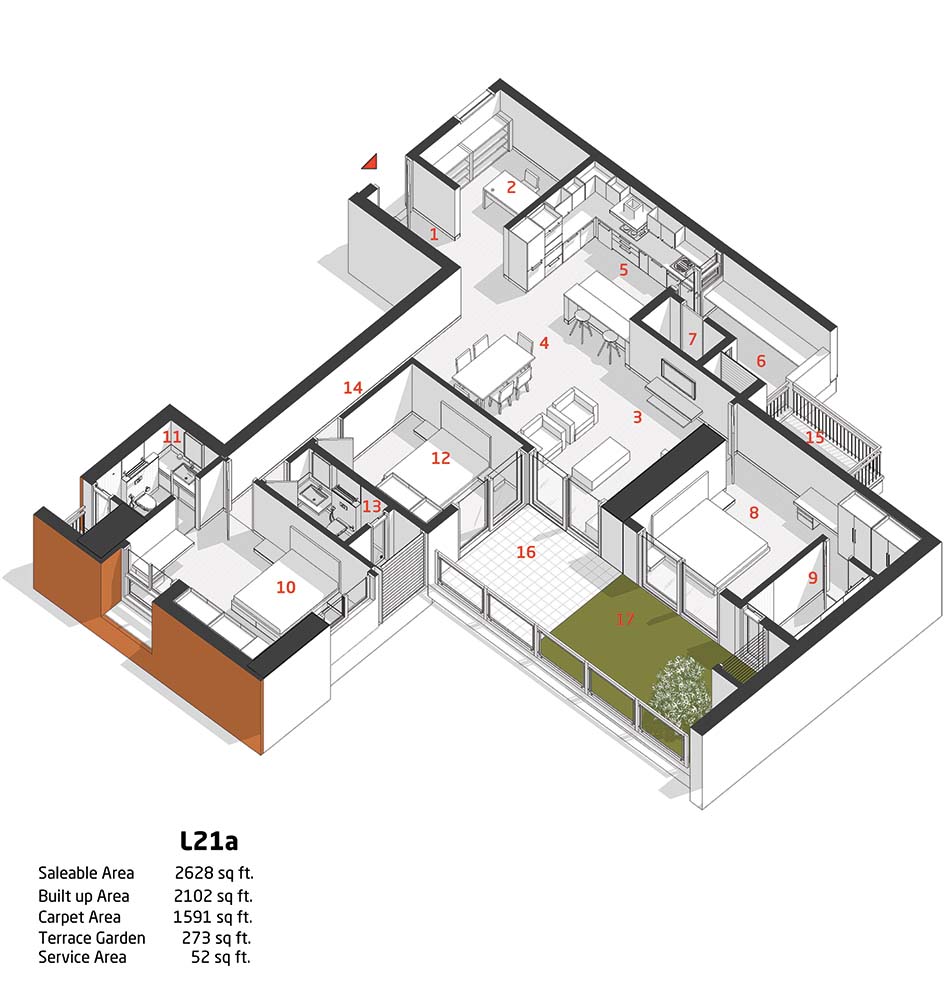 2
1
5
7
4
6
14
3
11
15
12
13
8
16
9
10
17
L21a
Saleable Area 2628 sq ft.
Built up Area 2102 sq ft.
Carpet Area 1591 sq ft.
Terrace Garden 273 sq ft.
Service Area 52 sq ft.